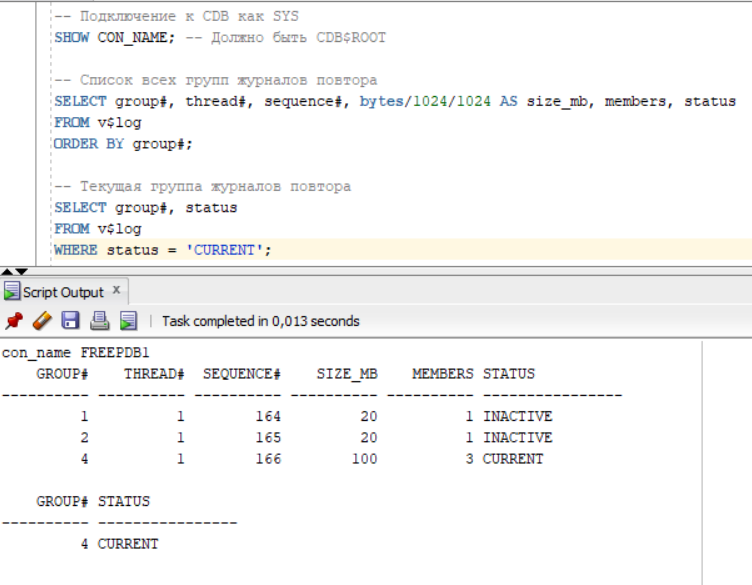 -- Подключение к CDB как SYS
SHOW CON_NAME; -- Должно быть CDB$ROOT
-- Список всех групп журналов повтора
SELECT group#, thread#, sequence#, bytes/1024/1024 AS size_mb, members, status
FROM v$log
ORDER BY group#;
-- Текущая группа журналов повтора
SELECT group#, status
FROM v$log
WHERE status = 'CURRENT';
Script Output x
Task completed in 0,013 seconds
con_name FREEPDB1
GROUP# THREAD# SEQUENCE# SIZE_MB MEMBERS STATUS
---------- ---------- ---------- ---------- ---------- ----------------
1 1 164 20 1 INACTIVE
2 1 165 20 1 INACTIVE
4 1 166 100 3 CURRENT
GROUP# STATUS
---------- ----------------
4 CURRENT